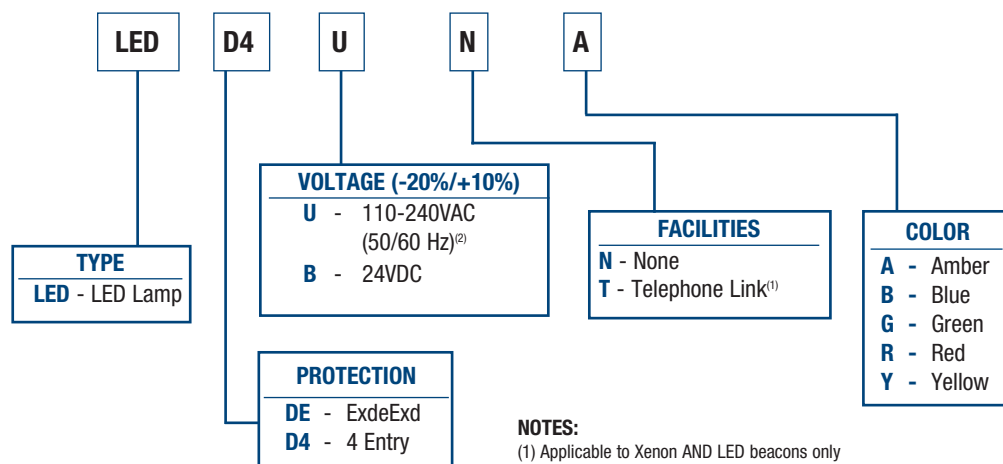 LED D4 U N A
VOLTAGE (-20%/+10%)
U - 110-240VAC
(50/60 Hz)(2)
B - 24VDC
FACILITIES
N - None
T - Telephone Link(1)
COLOR
A - Amber
B - Blue
G - Green
R - Red
Y - Yellow
TYPE
LED - LED Lamp
PROTECTION
DE - ExdeExd
D4 - 4 Entry
NOTES:
(1) Applicable to Xenon AND LED beacons only